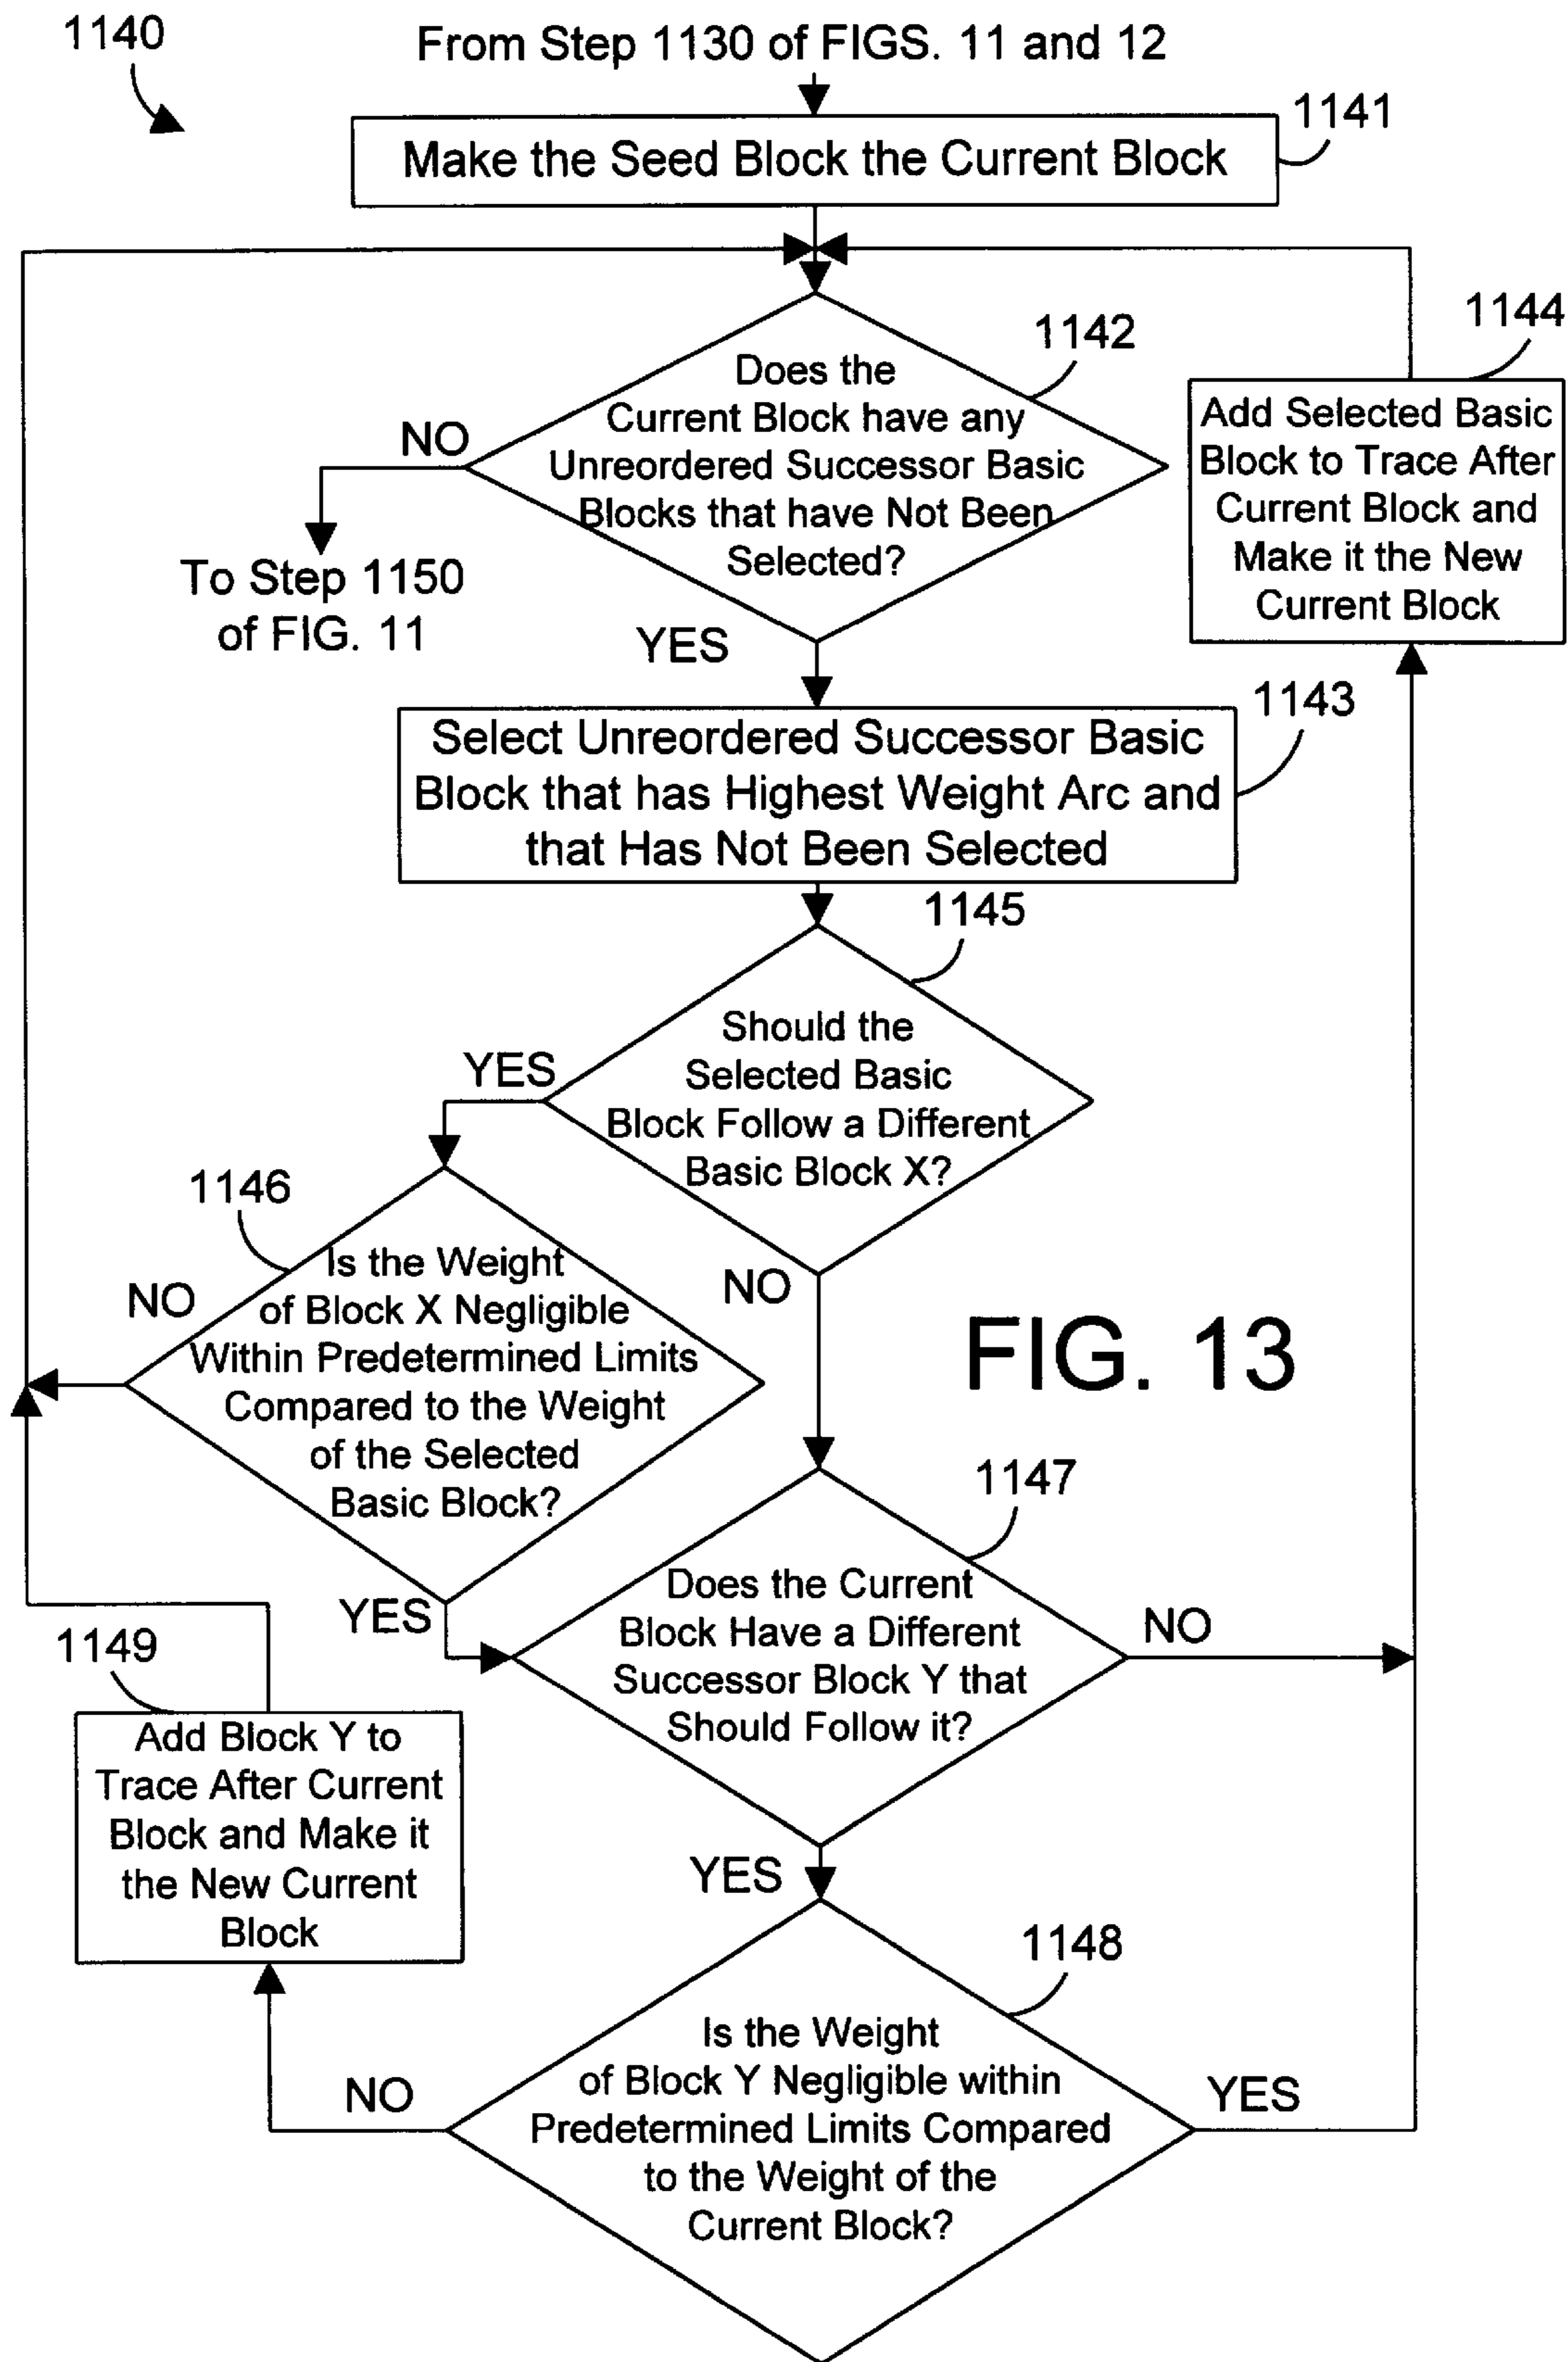 1140
From Step 1130 of FIGS. 11 and 12
1141
Make the Seed Block the Current Block
1142
Does the
Current Block have any
Unreordered Successor Basic
Blocks that have Not Been
Selected?
NO
To Step 1150
of FIG. 11
YES
1144
Add Selected Basic
Block to Trace After
Current Block and
Make it the New
Current Block
1143
Select Unreordered Successor Basic
Block that has Highest Weight Arc and
that Has Not Been Selected
1145
Should the
Selected Basic
Block Follow a Different
Basic Block X?
YES
NO
1146
Is the Weight
of Block X Negligible
Within Predetermined Limits
Compared to the Weight
of the Selected
Basic Block?
NO
YES
FIG. 13
1147
Does the Current
Block Have a Different
Successor Block Y that
Should Follow it?
NO
YES
1149
Add Block Y to
Trace After Current
Block and Make it
the New Current
Block
1148
Is the Weight
of Block Y Negligible within
Predetermined Limits Compared
to the Weight of the
Current Block?
NO
YES